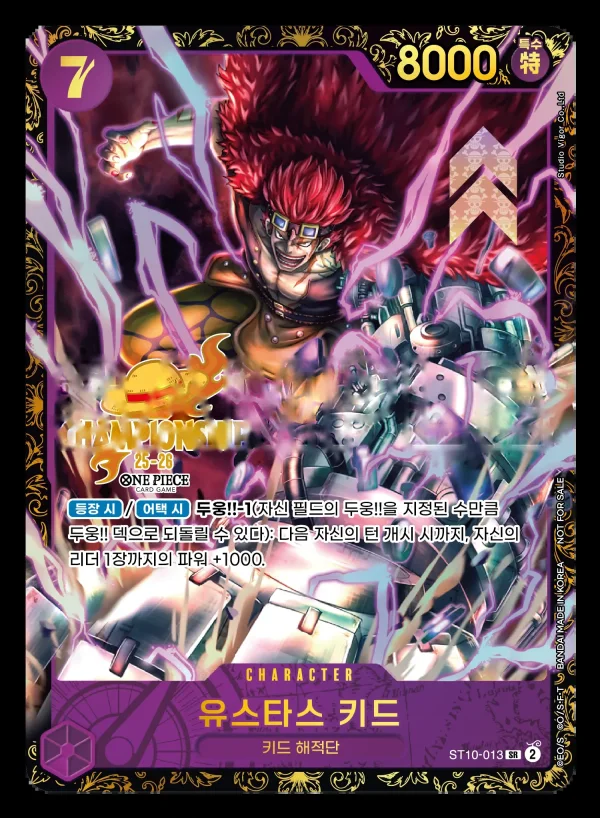 7
8000
특수
特
Studio Vigor Co., Ltd
CHAMPIONSHIP
25-26
ONE PIECE
CARD GAME
등장 시 / 어택 시 두웅!!-1(자신 필드의 두웅!!을 지정된 수만큼
두웅!! 덱으로 되돌릴 수 있다): 다음 자신의 턴 개시 시까지, 자신의
리더 1장까지의 파워 +1000.
©E.O/S. ©O/S.F.T BANDAI MADE IN KOREA NOT FOR SALE
CHARACTER
유스타스 키드
키드 해적단
ST10-013 SR 2